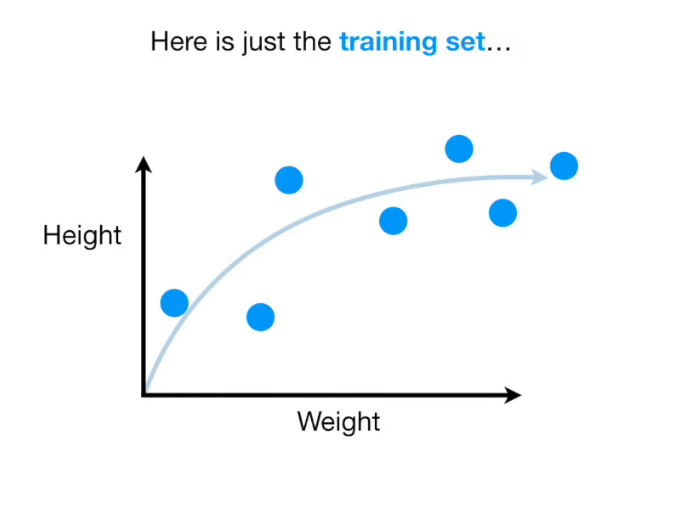 Here is just the training set…
Height
Weight